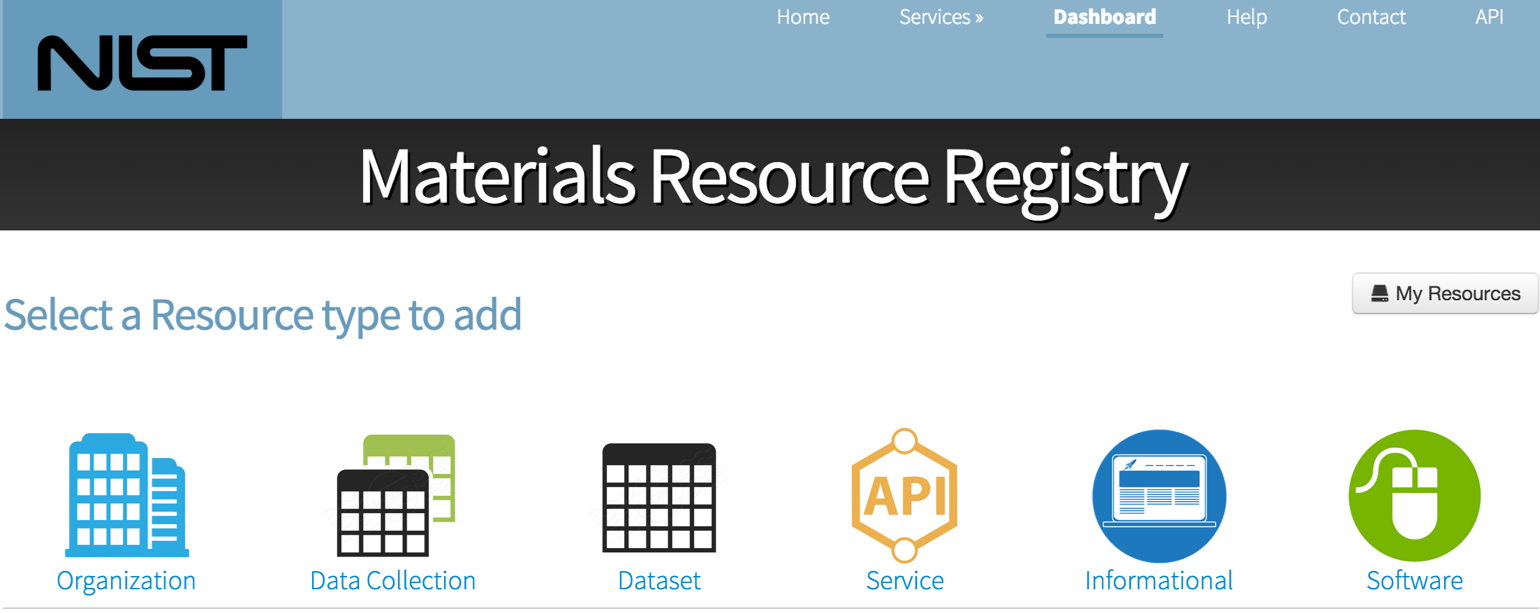 NIST
Home Services » Dashboard Help Contact API
Materials Resource Registry
My Resources
Select a Resource type to add
API
Organization Data Collection Dataset Service Informational Software